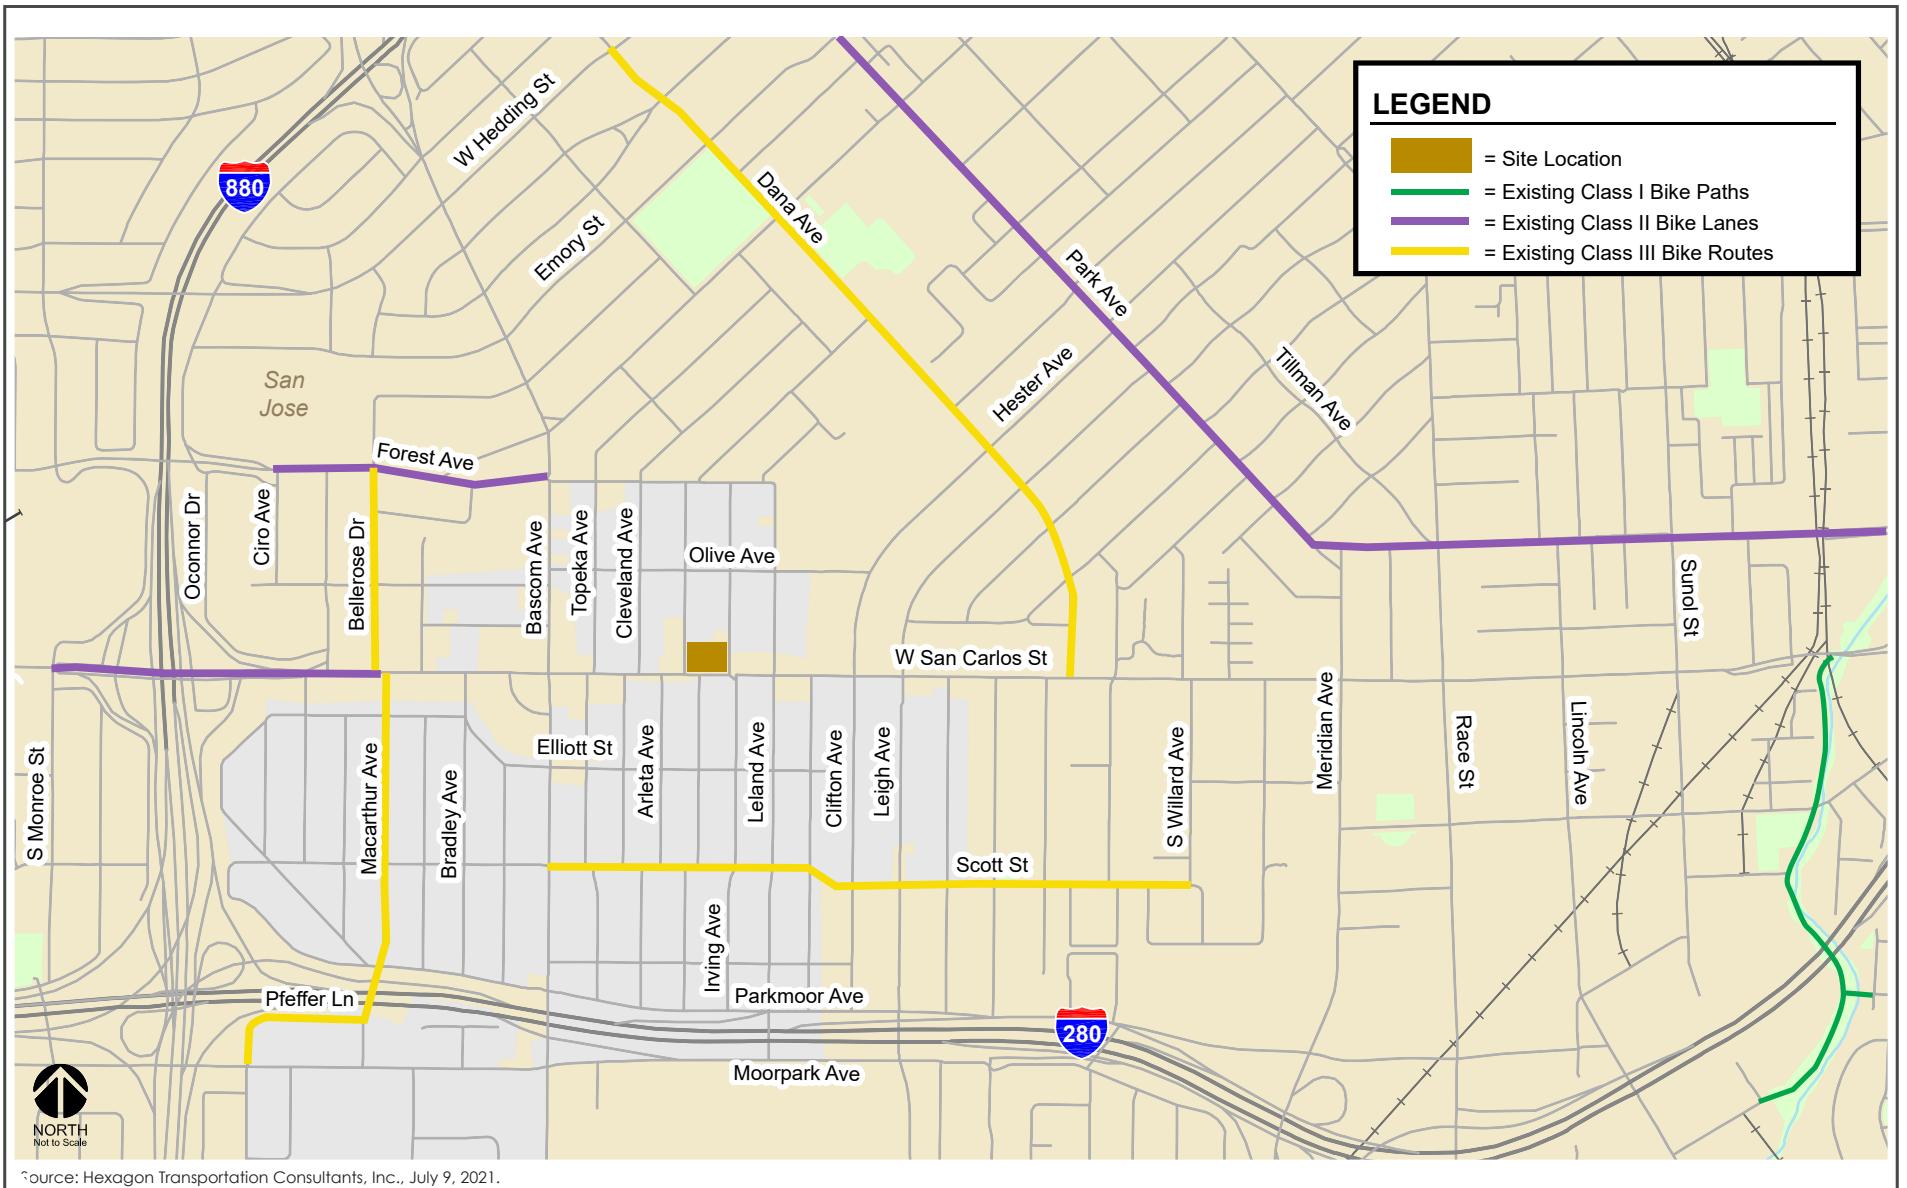 LEGEND
= Site Location
= Existing Class I Bike Paths
= Existing Class II Bike Lanes
= Existing Class III Bike Routes
W Hedding St
880
Emory St
Dana Ave
Park Ave
Hester Ave
Tillman Ave
San
Jose
Forest Ave
Oconnor Dr
Ciro Ave
Bellerose Dr
Bascom Ave
Topeka Ave
Cleveland Ave
Olive Ave
Sunol St
W San Carlos St
S Monroe St
Macarthur Ave
Bradley Ave
Elliott St
Arleta Ave
Leland Ave
Clifton Ave
Leigh Ave
S Willard Ave
Meridian Ave
Race St
Lincoln Ave
Scott St
Irving Ave
Parkmoor Ave
Pfeffer Ln
280
Moorpark Ave
NORTH
Not to Scale
Source: Hexagon Transportation Consultants, Inc., July 9, 2021.